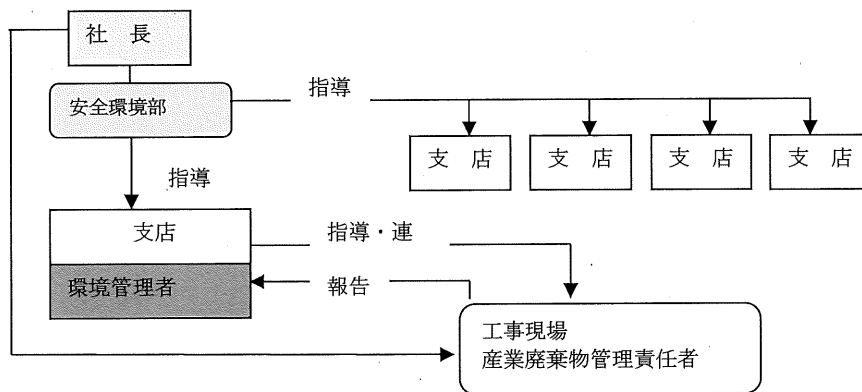 社 長
安全環境部
指導
支 店
支 店
支 店
支 店
指導
支店
指導・連
環境管理者
報告
工事現場
産業廃棄物管理責任者